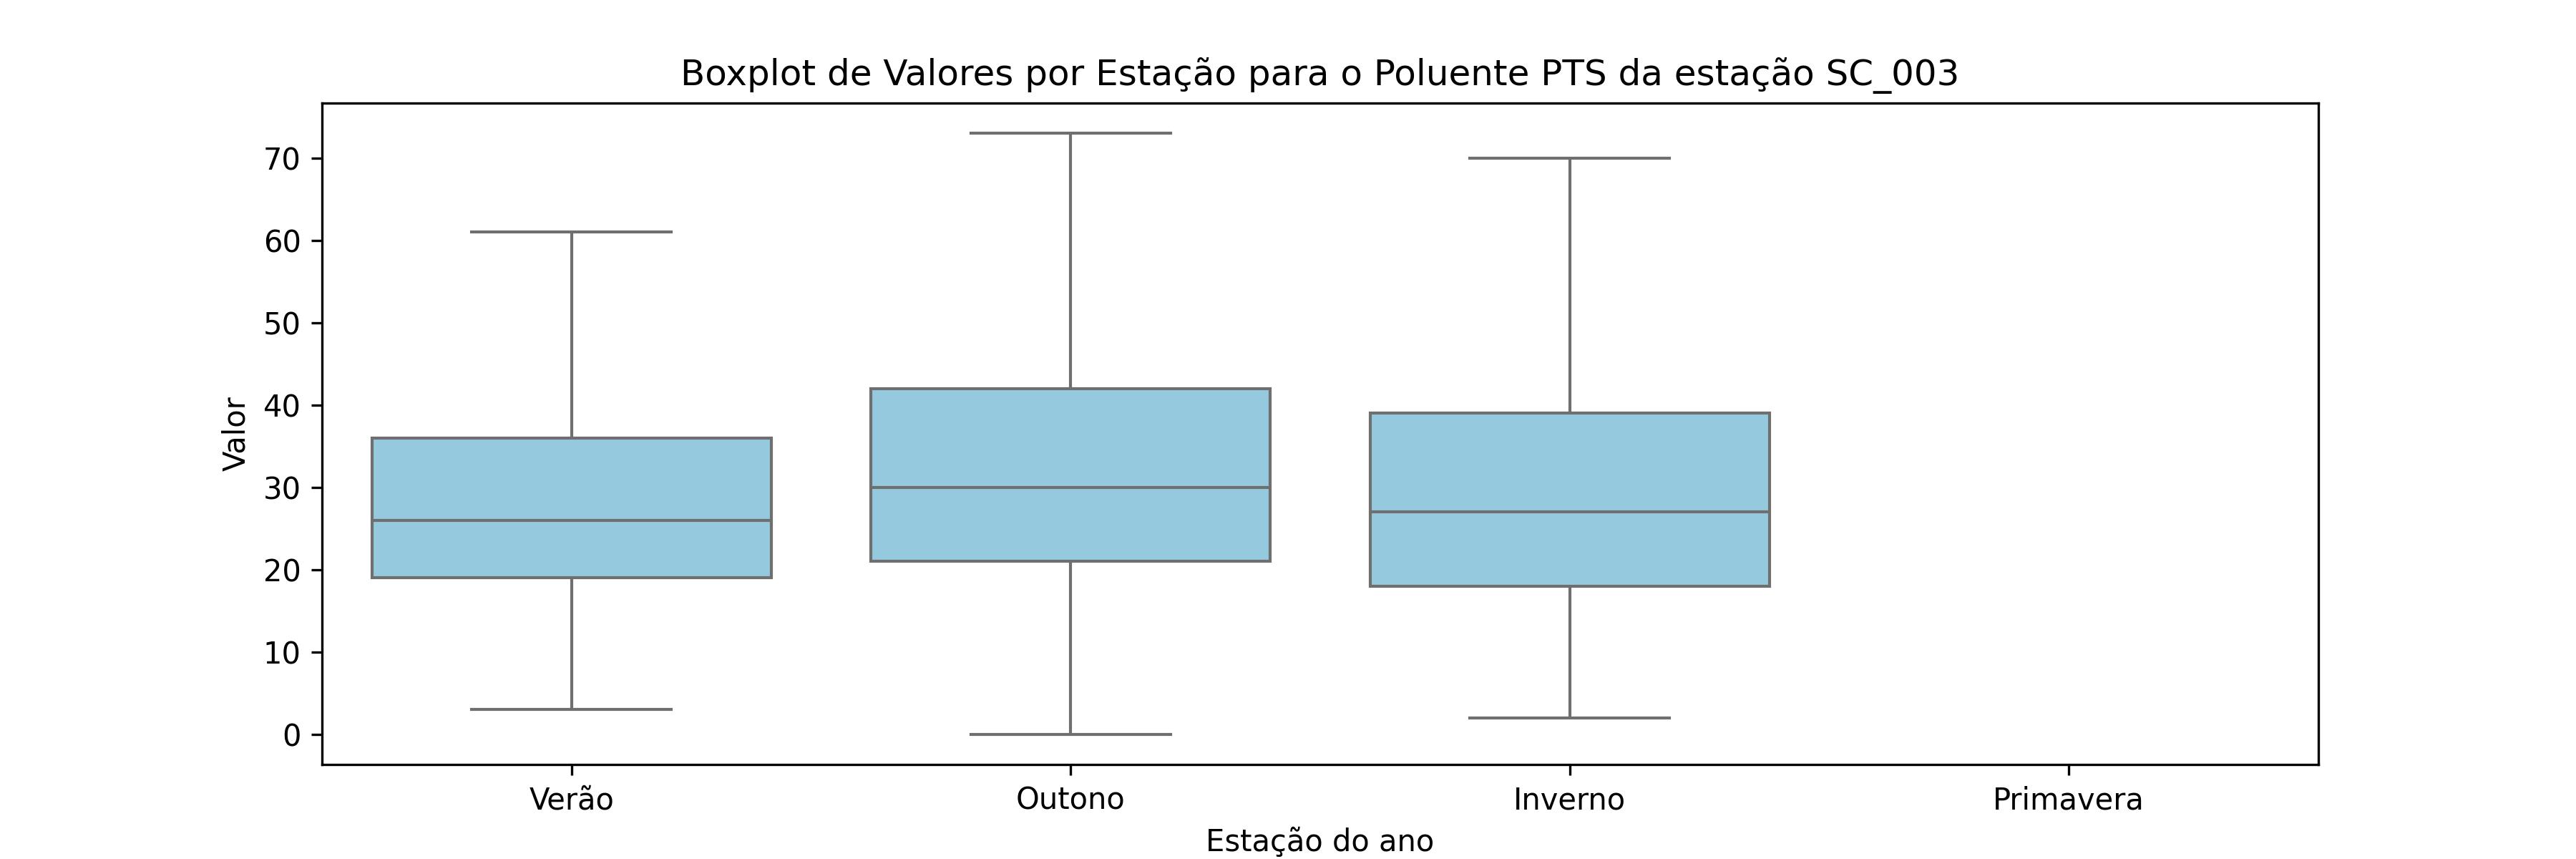 Boxplot de Valores por Estação para o Poluente PTS da estação SC_003
70
60
50
40
30
20
10
0
Valor
Verão
Outono
Inverno
Primavera
Estação do ano